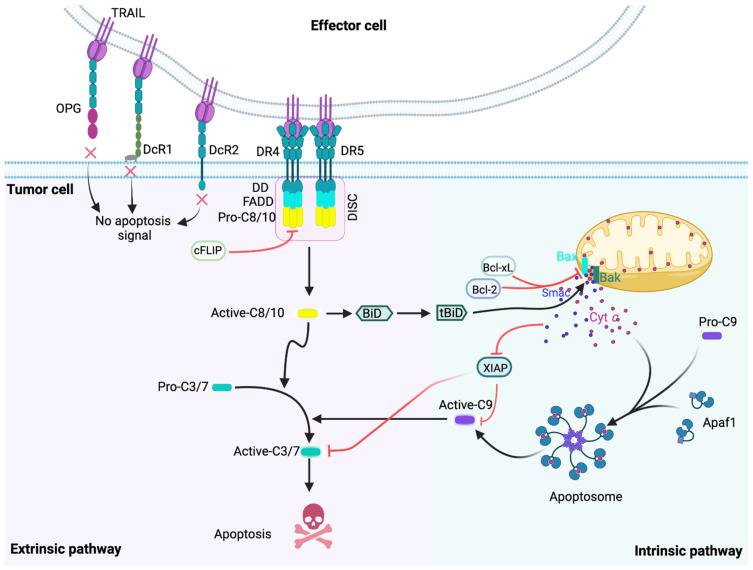 TRAIL
Effector cell
OPG
DcR1
DcR2
DR4
DR5
Tumor cell
DD
FADD
Pro-C8/10
DISC
No apoptosis
signal
cFLIP
Bax
Bak
Bcl-xL
Bcl-2
Smac
Cyt c
Active-C8/10
BiD
tBiD
Pro-C9
XIAP
Pro-C3/7
Active-C9
Apaf1
Active-C3/7
Apoptosome
Apoptosis
Extrinsic pathway
Intrinsic pathway